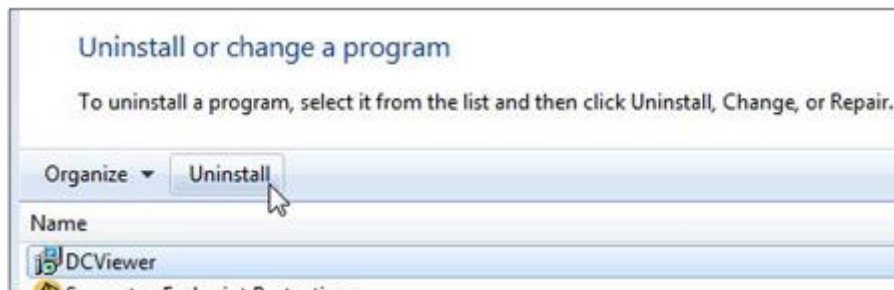 Uninstall or change a program
To uninstall a program, select it from the list and then click Uninstall, Change, or Repair.
Organize Uninstall
Name
DCViewer